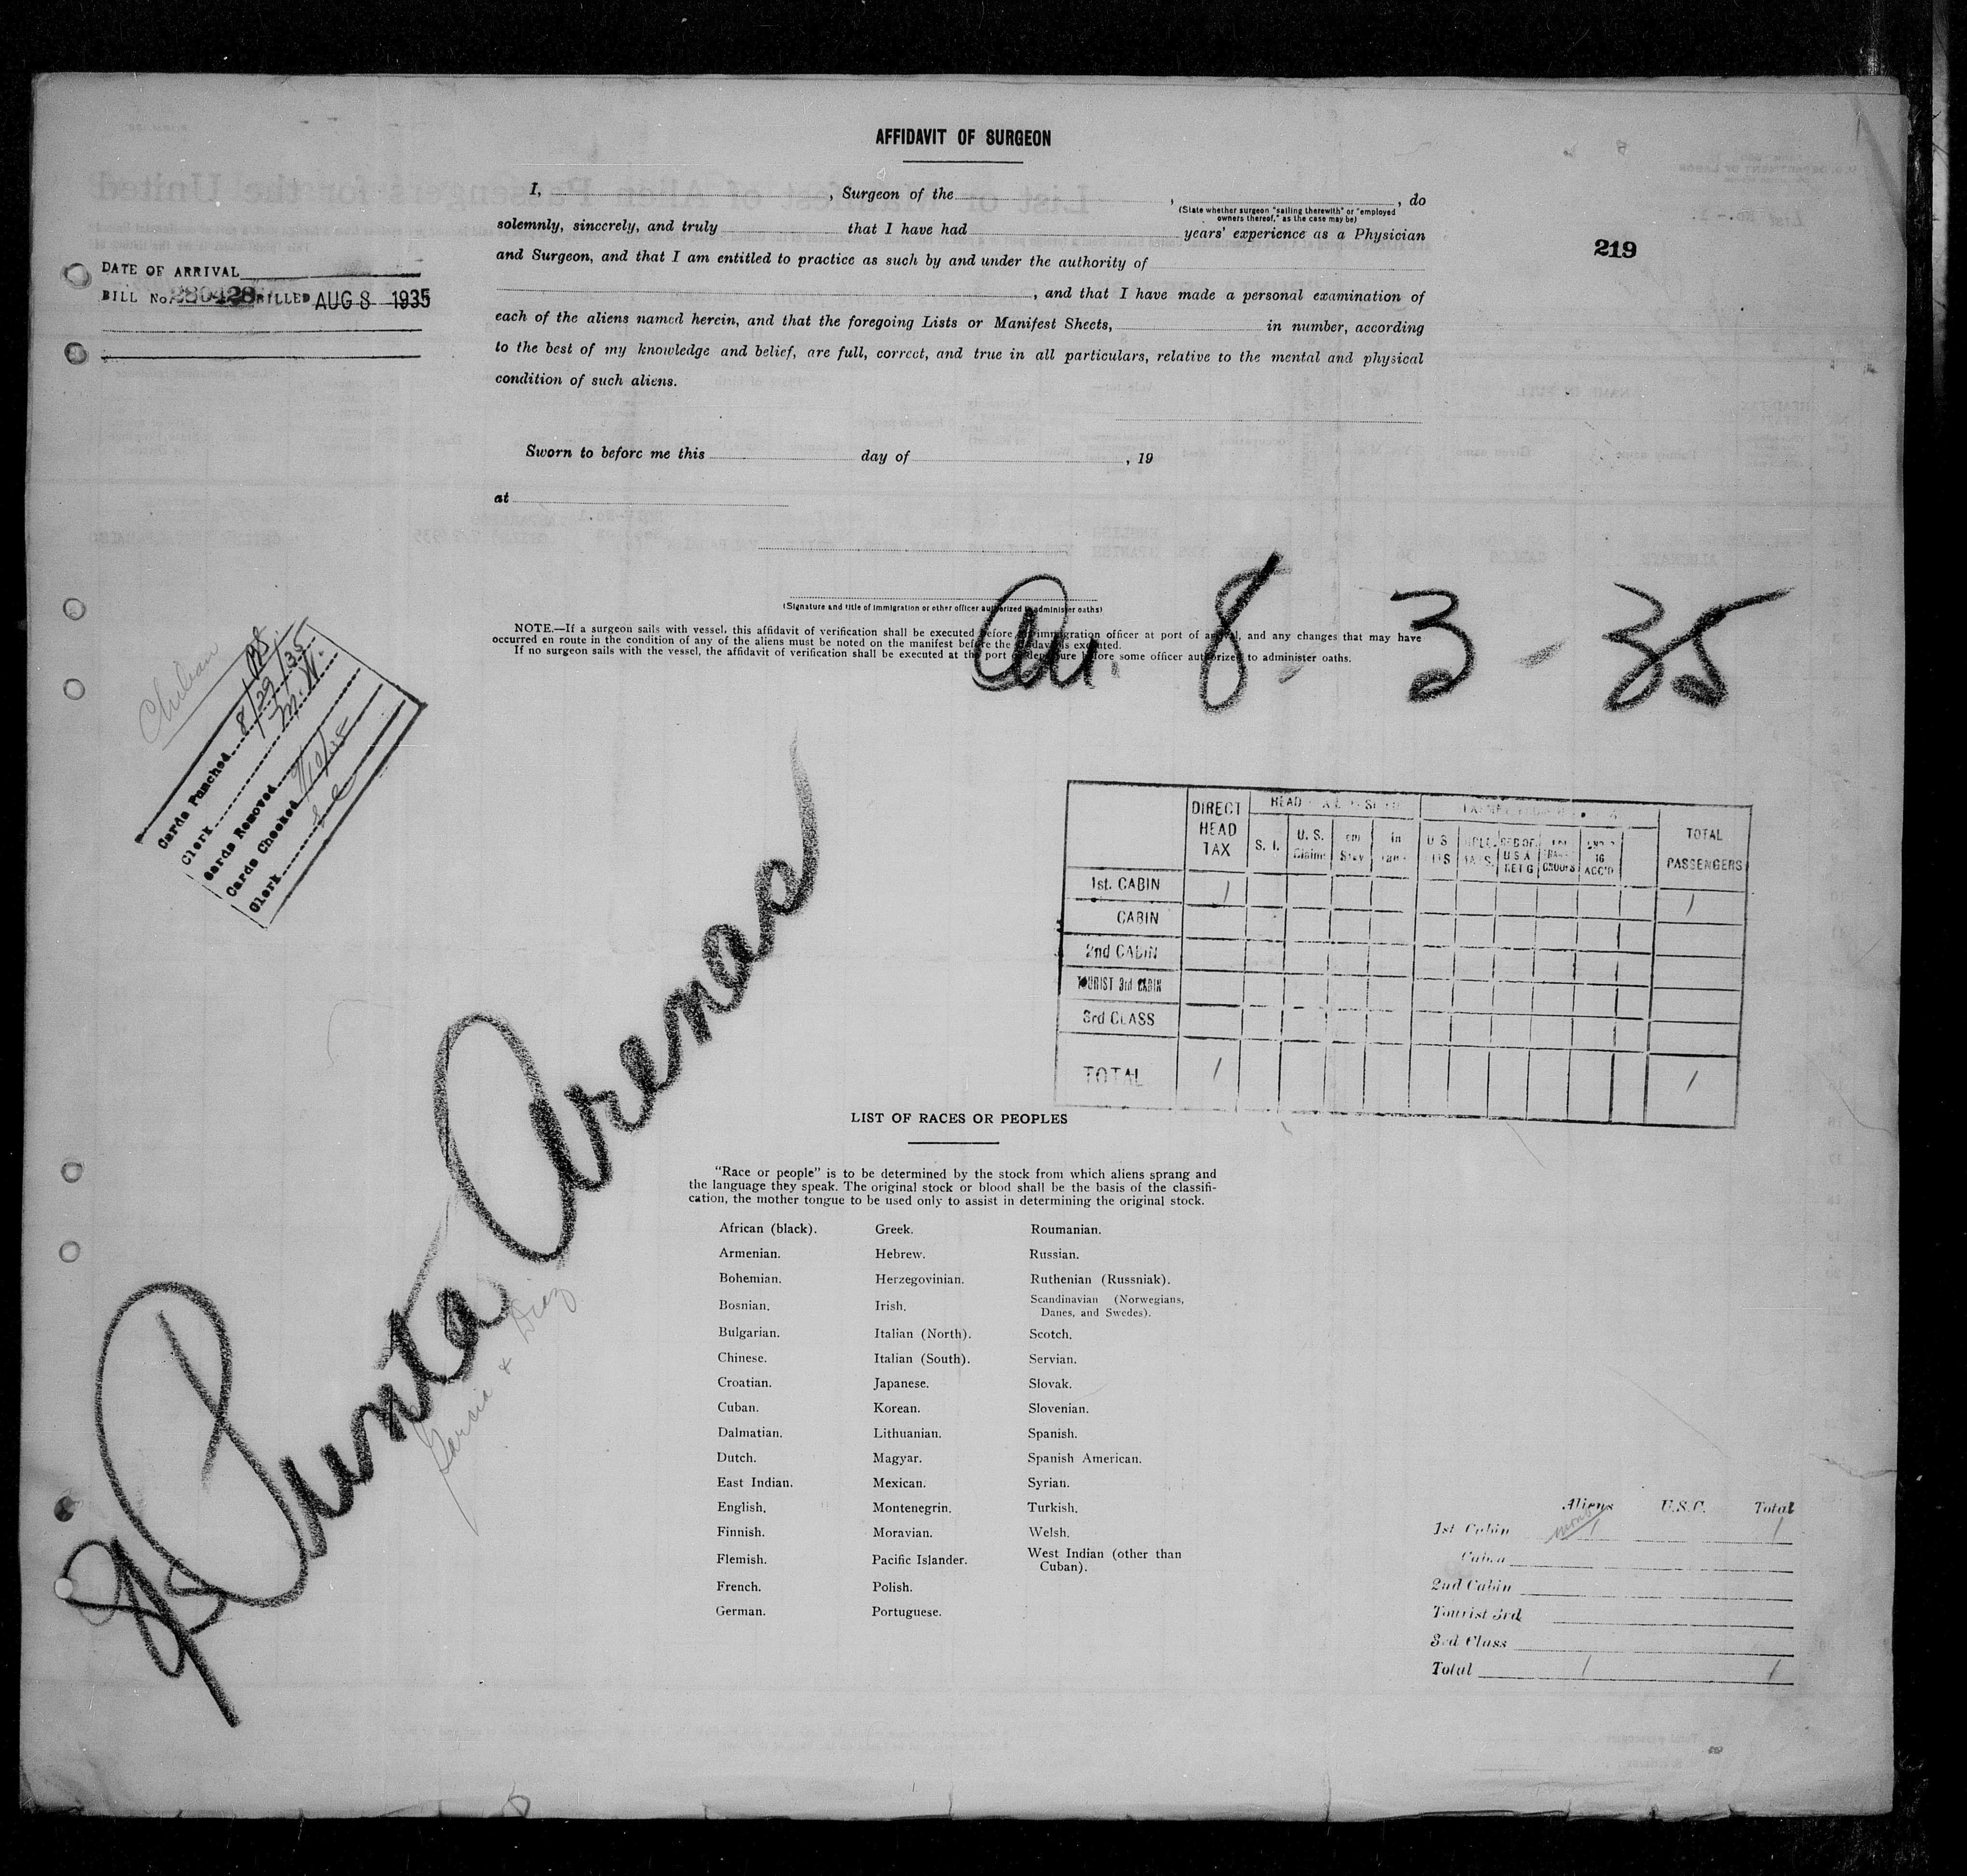 AFFIDAVIT OF SURGEON
I, , Surgeon of the , , do
(State whether surgeon "sailing therewith" or "employed
owners thereof," as the case may be)
solemnly, sincerely, and truly that I have had years' experience as a Physician
and Surgeon, and that I am entitled to practice as such by and under the authority of
, and that I have made a personal examination of
each of the aliens named herein, and that the foregoing Lists or Manifest Sheets, in number, according
to the best of my knowledge and belief, are full, correct, and true in all particulars, relative to the mental and physical
condition of such aliens.
219
DATE OF ARRIVAL
BILL No. 280428 BILLED AUG 8 1935
Sworn to before me this day of , 19
at
(Signature and title of immigration or other officer authorized to administer oaths)
NOTE.—If a surgeon sails with vessel, this affidavit of verification shall be executed before an immigration officer at port of arrival, and any changes that may have
occurred en route in the condition of any of the aliens must be noted on the manifest before the affidavit is executed.
If no surgeon sails with the vessel, the affidavit of verification shall be executed at the port of departure before some officer authorized to administer oaths.
Arr. 8 - 3 - 35
Chilean
Cards Punched 8/29/35
Clerk M.W.
Cards Removed
Cards Checked 9/10/35
Clerk
Punta Arenas
Garcia & Diaz
DIRECT HEAD TAX
S. I.
U. S.
TOTAL PASSENGERS
1st. CABIN 1 1
CABIN
2nd CABIN
TOURIST 3rd CABIN
3rd CLASS
TOTAL 1 1
LIST OF RACES OR PEOPLES
"Race or people" is to be determined by the stock from which aliens sprang and
the language they speak. The original stock or blood shall be the basis of the classifi-
cation, the mother tongue to be used only to assist in determining the original stock.
African (black). Greek. Roumanian.
Armenian. Hebrew. Russian.
Bohemian. Herzegovinian. Ruthenian (Russniak).
Bosnian. Irish. Scandinavian (Norwegians,
Danes, and Swedes).
Bulgarian. Italian (North). Scotch.
Chinese. Italian (South). Servian.
Croatian. Japanese. Slovak.
Cuban. Korean. Slovenian.
Dalmatian. Lithuanian. Spanish.
Dutch. Magyar. Spanish American.
East Indian. Mexican. Syrian.
English. Montenegrin. Turkish.
Finnish. Moravian. Welsh.
Flemish. Pacific Islander. West Indian (other than
Cuban).
French. Polish.
German. Portuguese.
Aliens U.S.C. Total
1st Cabin 1 1
Cabin
2nd Cabin
Tourist 3rd
3rd Class
Total 1 1